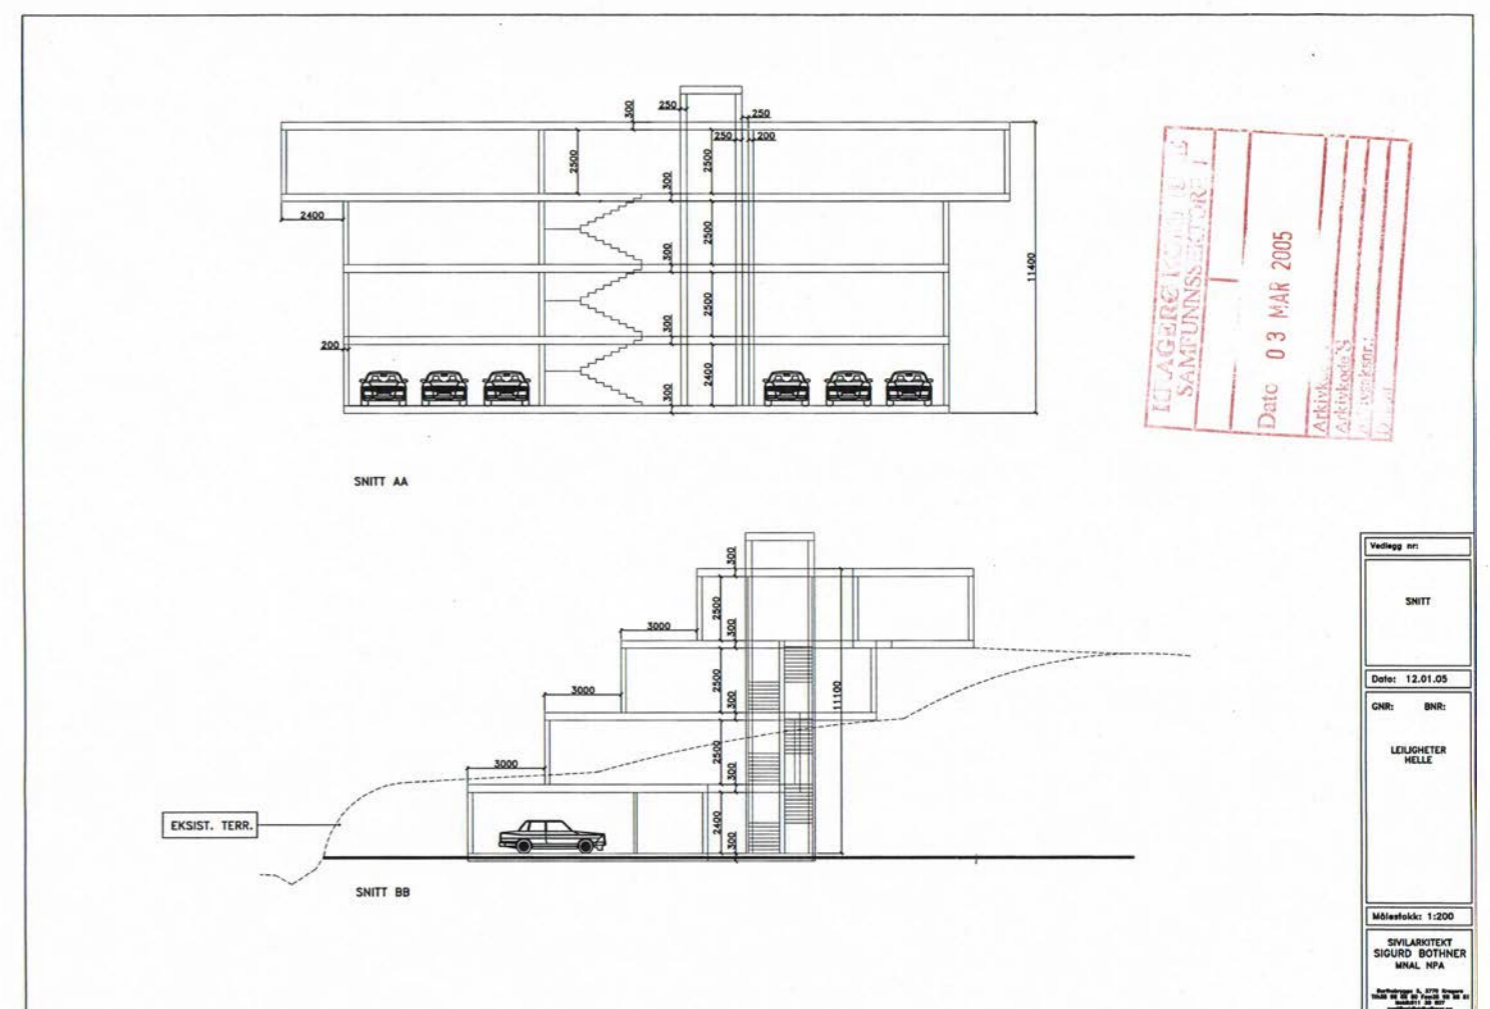 300
250
250
250
200
2500
2500
300
2400
2500
300
11400
2500
300
200
2400
300
SNITT AA
SAMFUNNSSEKTOREN
Dato 03 MAR 2005
Arkivkode S
300
2500
300
3000
2500
300
3000
11100
2500
300
3000
2400
300
EKSIST. TERR.
SNITT BB
Vedlegg nr:
SNITT
Dato: 12.01.05
GNR: BNR:
LEILIGHETER
HELLE
Målestokk: 1:200
SIVILARKITEKT
SIGURD BOTHNER
MNAL NPA